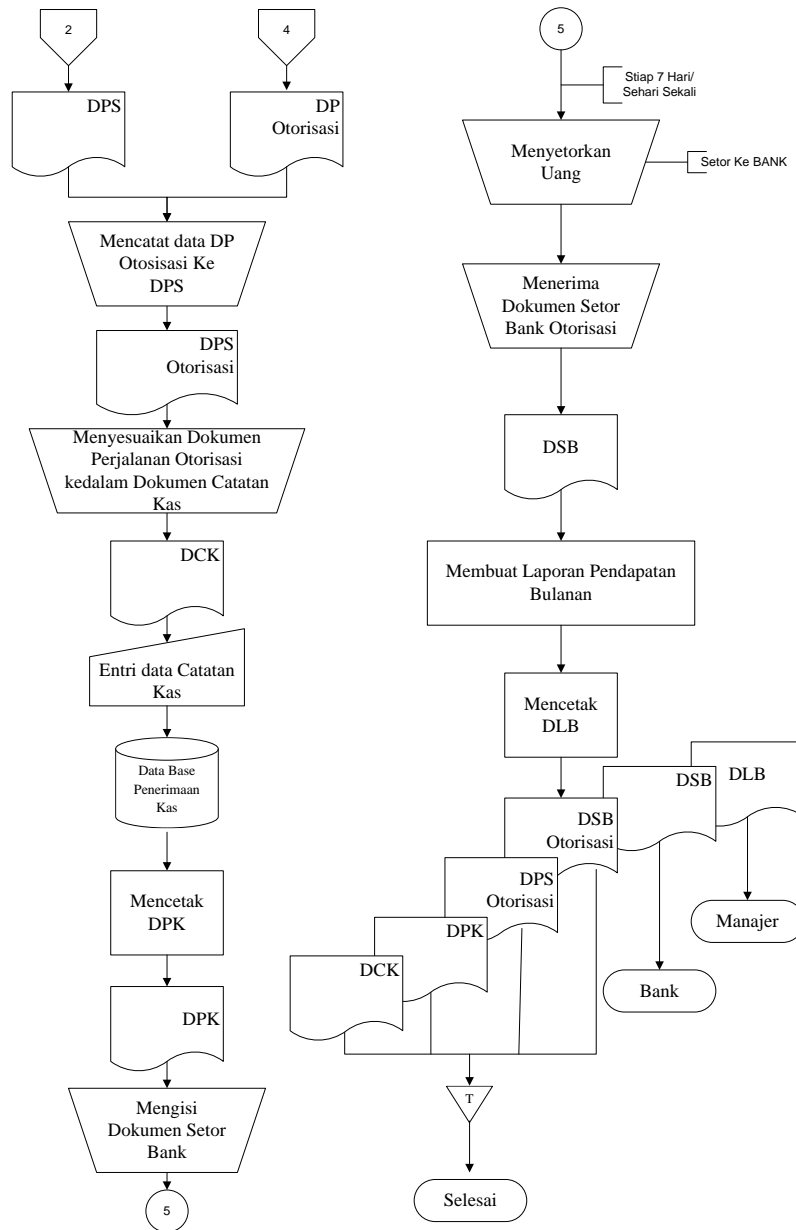 2
4
DPS
DP
Otorisasi
Mencatat data DP
Otosisasi Ke
DPS
DPS
Otorisasi
Menyesuaikan Dokumen
Perjalanan Otorisasi
kedalam Dokumen Catatan
Kas
DCK
Entri data Catatan
Kas
Data Base
Penerimaan
Kas
Mencetak
DPK
DPK
Mengisi
Dokumen Setor
Bank
5
5
Stiap 7 Hari/
Sehari Sekali
Menyetorkan
Uang
Setor Ke BANK
Menerima
Dokumen Setor
Bank Otorisasi
DSB
Membuat Laporan Pendapatan
Bulanan
Mencetak
DLB
DLB
DSB
DSB
Otorisasi
DPS
Otorisasi
DPK
DCK
Manajer
Bank
T
Selesai